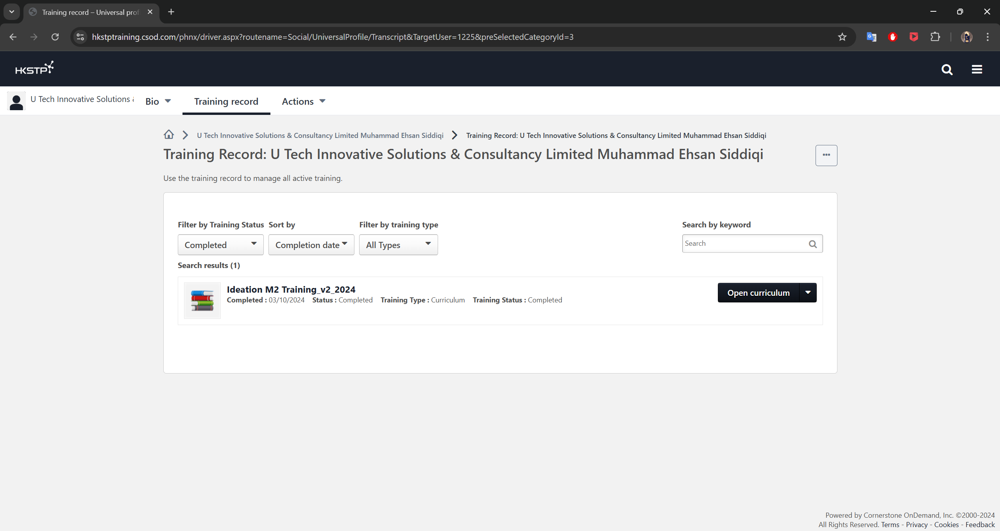 Training record – Universal prof
hkstptraining.csod.com/phnx/driver.aspx?routename=Social/UniversalProfile/Transcript&TargetUser=1225&preSelectedCategoryId=3
HKSTP
U Tech Innovative Solutions &
Bio
Training record
Actions
U Tech Innovative Solutions & Consultancy Limited Muhammad Ehsan Siddiqi
Training Record: U Tech Innovative Solutions & Consultancy Limited Muhammad Ehsan Siddiqi
Training Record: U Tech Innovative Solutions & Consultancy Limited Muhammad Ehsan Siddiqi
Use the training record to manage all active training.
Filter by Training Status Sort by Filter by training type Search by keyword
Completed Completion date All Types Search
Search results (1)
Ideation M2 Training_v2_2024
Completed : 03/10/2024 Status : Completed Training Type : Curriculum Training Status : Completed
Open curriculum
Powered by Cornerstone OnDemand, Inc. ©2000-2024
All Rights Reserved. Terms - Privacy - Cookies - Feedback